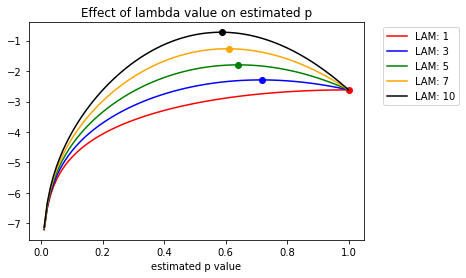 Effect of lambda value on estimated p
−1
−2
−3
−4
−5
−6
−7
0.0 0.2 0.4 0.6 0.8 1.0
estimated p value
LAM: 1
LAM: 3
LAM: 5
LAM: 7
LAM: 10